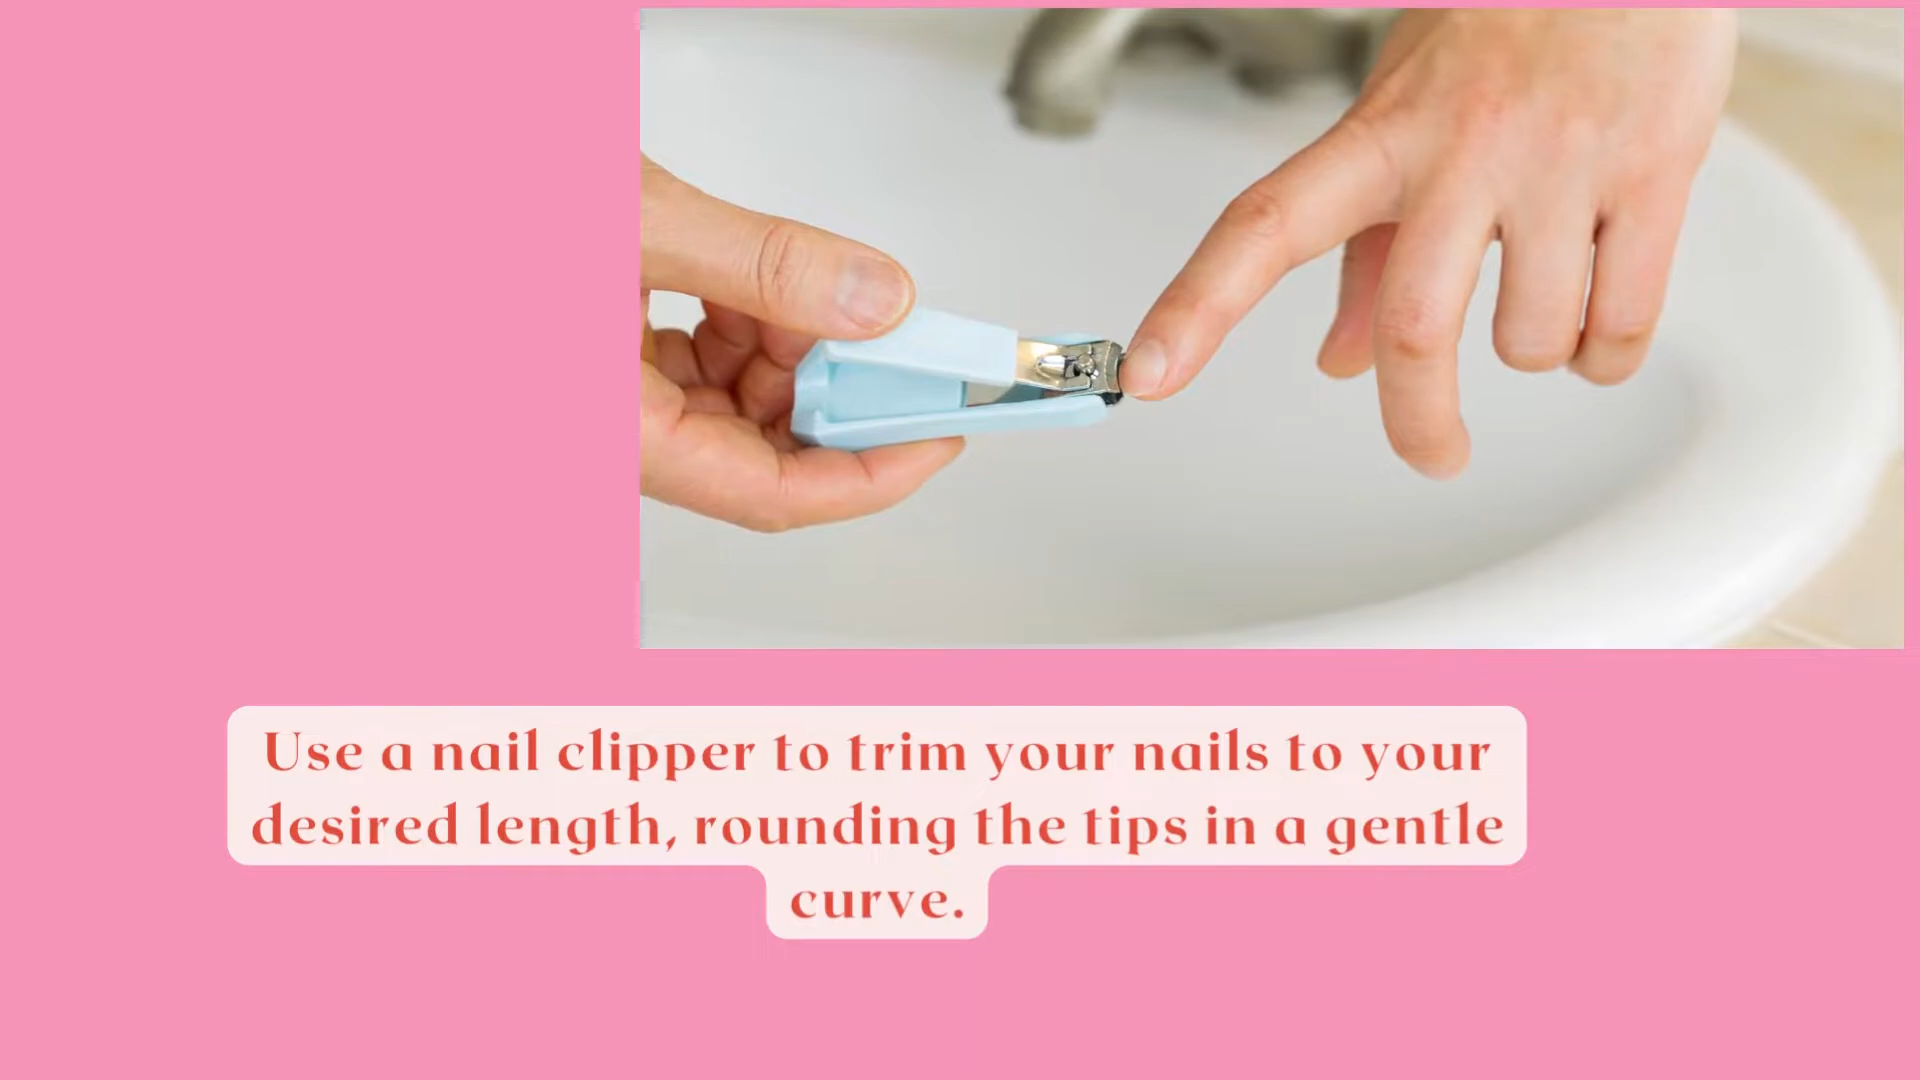 Use a nail clipper to trim your nails to your
desired length, rounding the tips in a gentle
curve.